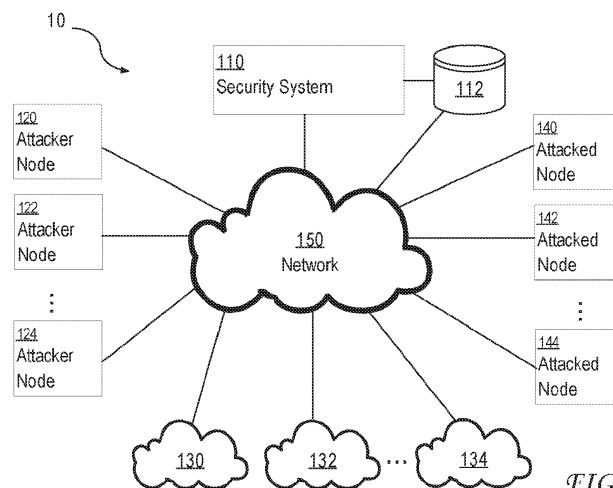 10
110
Security System
112
120
Attacker
Node
140
Attacked
Node
122
Attacker
Node
150
Network
142
Attacked
Node
...
...
124
Attacker
Node
144
Attacked
Node
130
132
...
134
FIG